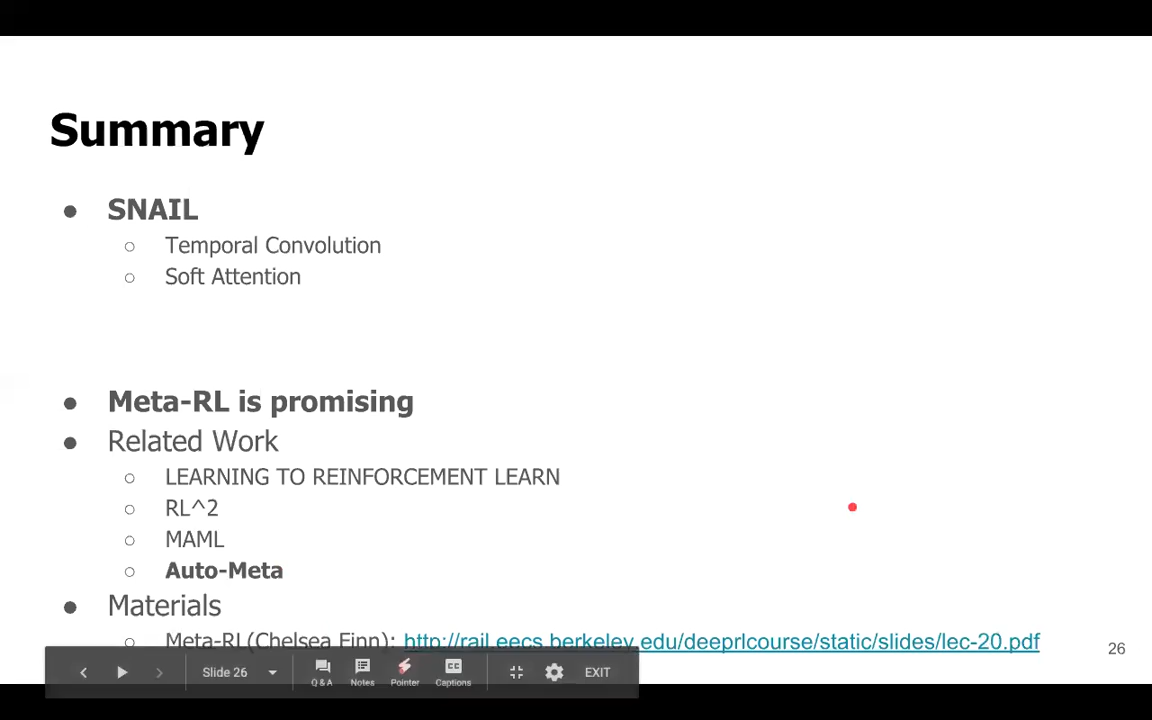 Summary
● SNAIL
○ Temporal Convolution
○ Soft Attention
● Meta-RL is promising
● Related Work
○ LEARNING TO REINFORCEMENT LEARN
○ RL^2
○ MAML
○ Auto-Meta
● Materials
○ Meta-RL(Chelsea Finn): http://rail.eecs.berkeley.edu/deeprlcourse/static/slides/lec-20.pdf
26
Slide 26 Q & A Notes Pointer CC Captions EXIT